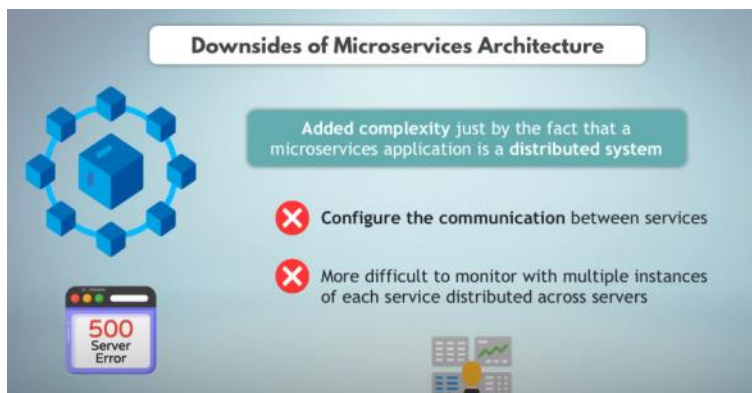 Downsides of Microservices Architecture
Added complexity just by the fact that a
microservices application is a distributed system
Configure the communication between services
More difficult to monitor with multiple instances
of each service distributed across servers
500
Server
Error